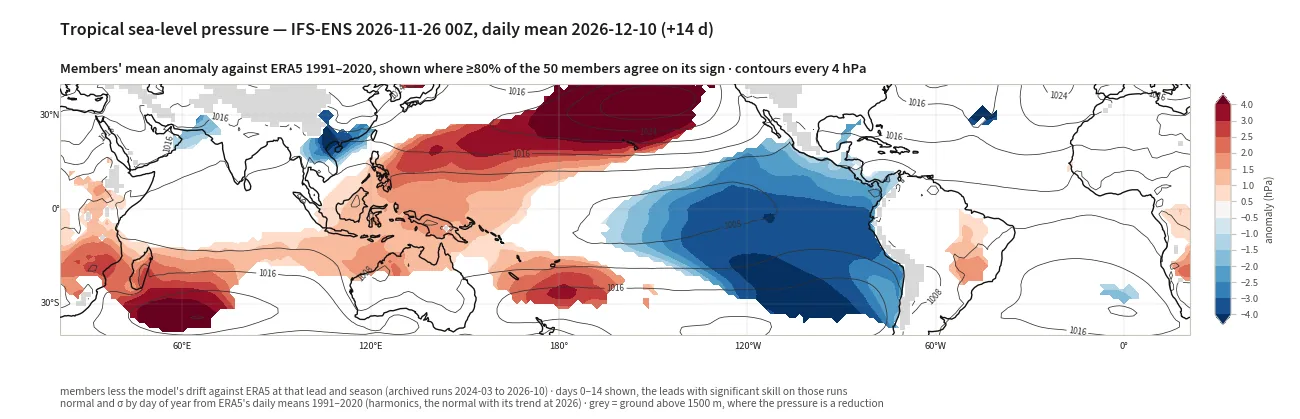 Tropical sea-level pressure — IFS-ENS 2026-11-26 00Z, daily mean 2026-12-10 (+14 d)
Members' mean anomaly against ERA5 1991–2020, shown where ≥80% of the 50 members agree on its sign · contours every 4 hPa
30°N
0°
30°S
60°E
120°E
180°
120°W
60°W
0°
1016
1016
1016
1016
1016
1016
1016
1016
1016
1024
1016
1008
1008
1016
4.0
3.0
2.5
2.0
1.5
1.0
0.5
−0.5
−1.0
−1.5
−2.0
−2.5
−3.0
−4.0
anomaly (hPa)
members less the model's drift against ERA5 at that lead and season (archived runs 2024-03 to 2026-10) · days 0–14 shown, the leads with significant skill on those runs
normal and σ by day of year from ERA5's daily means 1991–2020 (harmonics, the normal with its trend at 2026) · grey = ground above 1500 m, where the pressure is a reduction